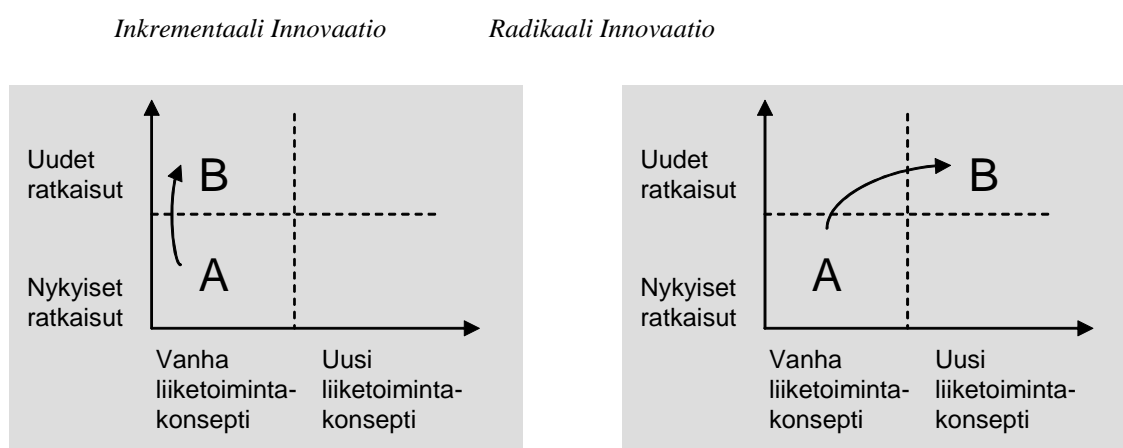 Inkrementaali Innovaatio
Radikaali Innovaatio
Uudet
ratkaisut
B
A
Nykyiset
ratkaisut
Vanha
liiketoiminta-
konsepti
Uusi
liiketoiminta-
konsepti
Uudet
ratkaisut
B
A
Nykyiset
ratkaisut
Vanha
liiketoiminta-
konsepti
Uusi
liiketoiminta-
konsepti